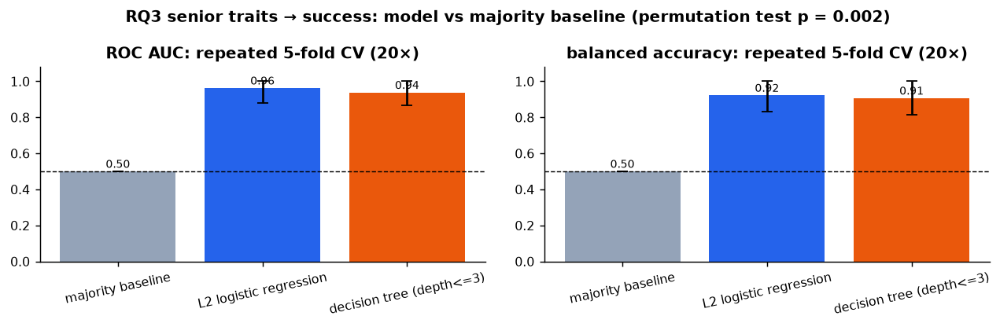 RQ3 senior traits → success: model vs majority baseline (permutation test p = 0.002)
ROC AUC: repeated 5-fold CV (20×)
1.0
0.8
0.6
0.4
0.2
0.0
0.50
0.96
0.94
majority baseline
L2 logistic regression
decision tree (depth<=3)
balanced accuracy: repeated 5-fold CV (20×)
1.0
0.8
0.6
0.4
0.2
0.0
0.50
0.92
0.91
majority baseline
L2 logistic regression
decision tree (depth<=3)